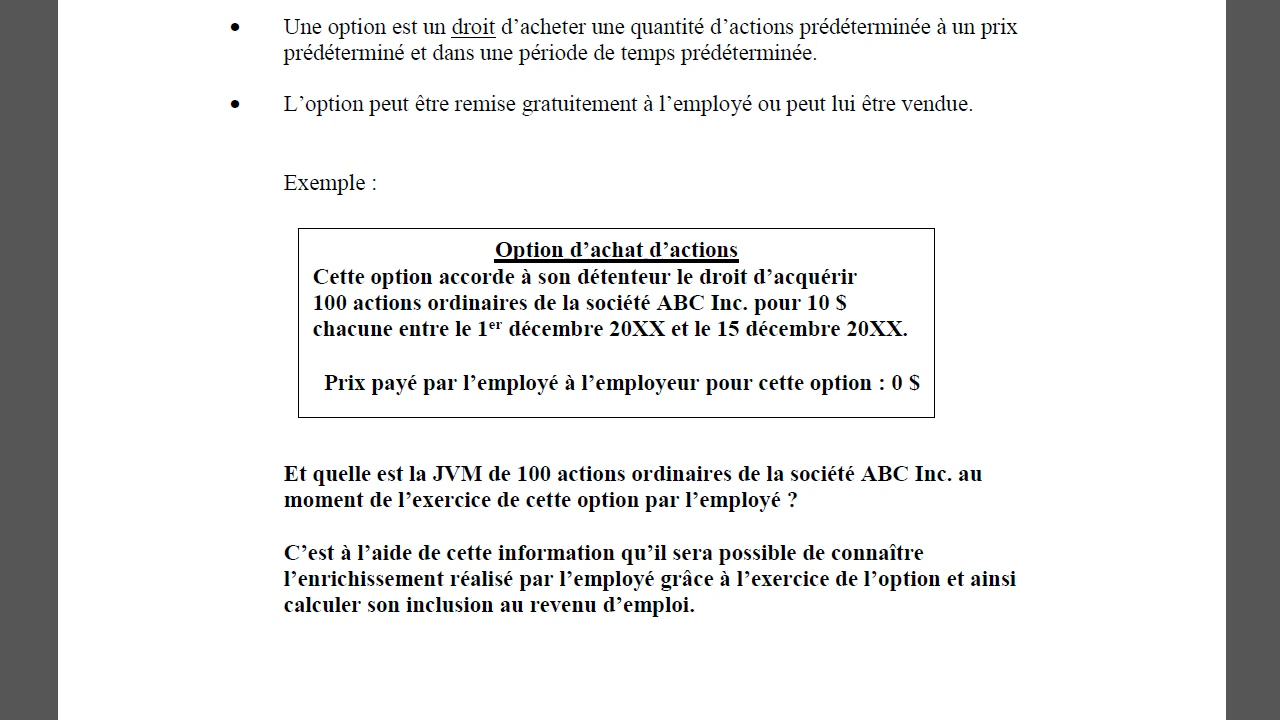 • Une option est un droit d’acheter une quantité d’actions prédéterminée à un prix
prédéterminé et dans une période de temps prédéterminée.
• L’option peut être remise gratuitement à l’employé ou peut lui être vendue.
Exemple :
Option d’achat d’actions
Cette option accorde à son détenteur le droit d’acquérir
100 actions ordinaires de la société ABC Inc. pour 10 $
chacune entre le 1er décembre 20XX et le 15 décembre 20XX.
Prix payé par l’employé à l’employeur pour cette option : 0 $
Et quelle est la JVM de 100 actions ordinaires de la société ABC Inc. au
moment de l’exercice de cette option par l’employé ?
C’est à l’aide de cette information qu’il sera possible de connaître
l’enrichissement réalisé par l’employé grâce à l’exercice de l’option et ainsi
calculer son inclusion au revenu d’emploi.